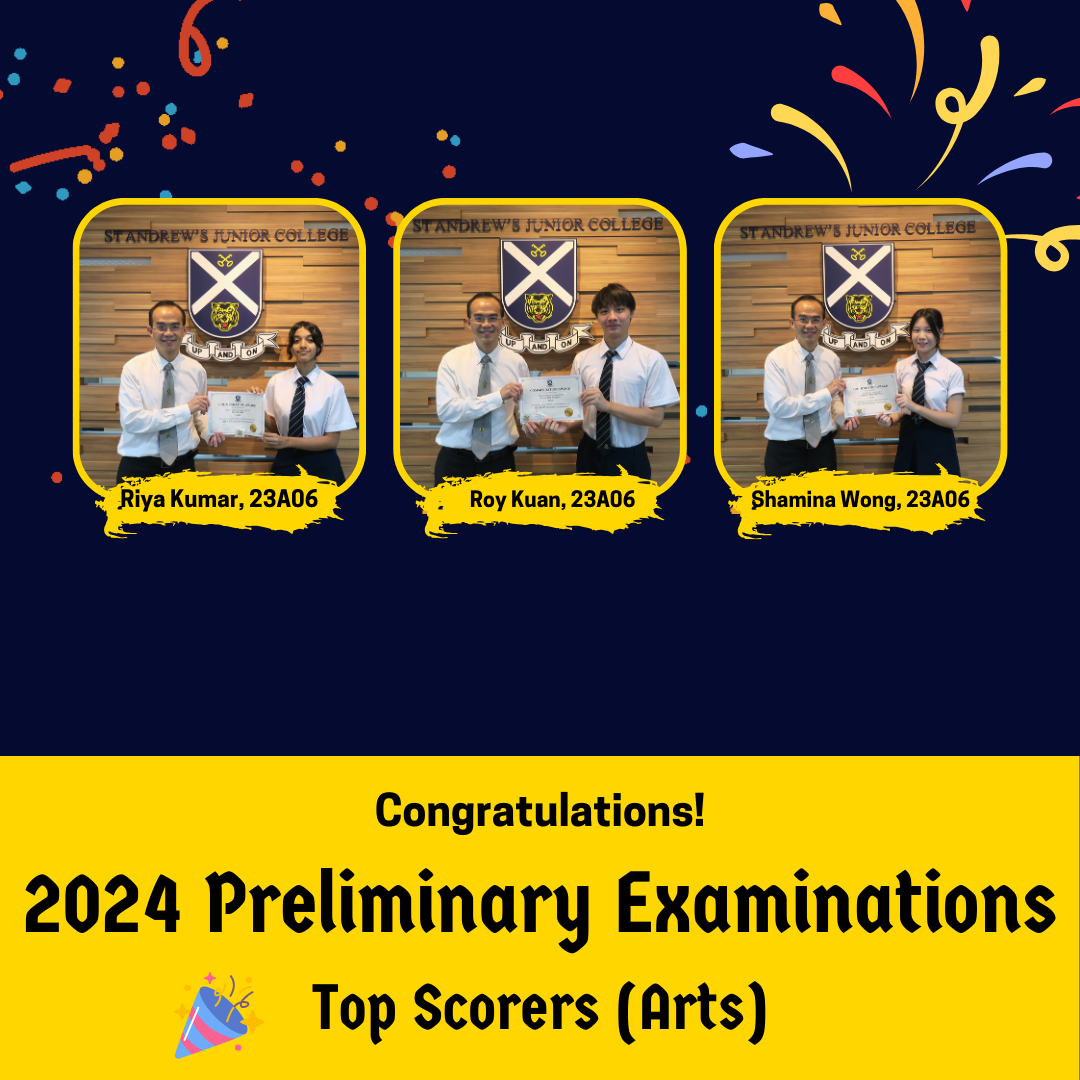 ST ANDREW'S JUNIOR COLLEGE
UP AND ON
Riya Kumar, 23A06
ST ANDREW'S JUNIOR COLLEGE
UP AND ON
Roy Kuan, 23A06
ST ANDREW'S JUNIOR COLLEGE
UP AND ON
Shamina Wong, 23A06
Congratulations!
2024 Preliminary Examinations
Top Scorers (Arts)